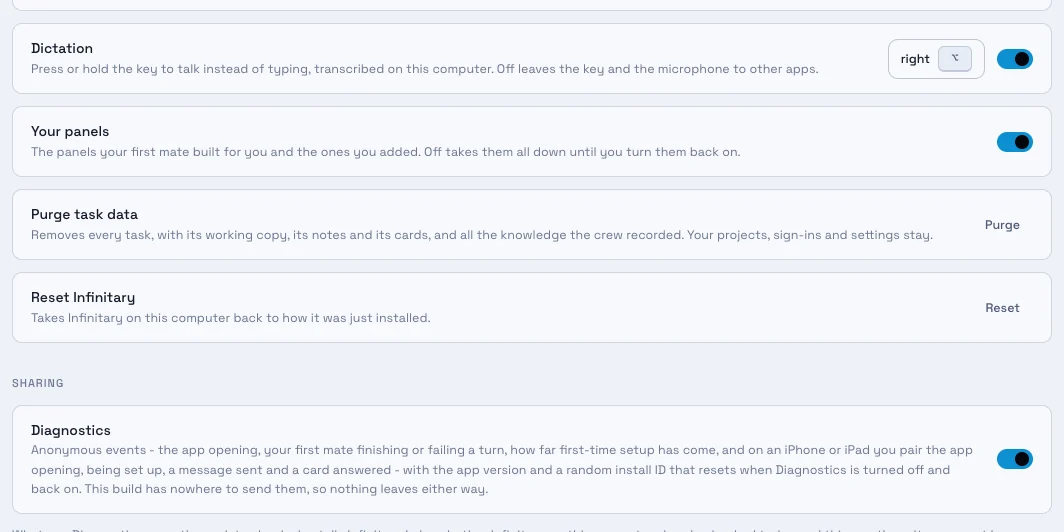 Dictation
Press or hold the key to talk instead of typing, transcribed on this computer. Off leaves the key and the microphone to other apps.
right ⌥
Your panels
The panels your first mate built for you and the ones you added. Off takes them all down until you turn them back on.
Purge task data
Removes every task, with its working copy, its notes and its cards, and all the knowledge the crew recorded. Your projects, sign-ins and settings stay.
Purge
Reset Infinitary
Takes Infinitary on this computer back to how it was just installed.
Reset
SHARING
Diagnostics
Anonymous events - the app opening, your first mate finishing or failing a turn, how far first-time setup has come, and on an iPhone or iPad you pair the app
opening, being set up, a message sent and a card answered - with the app version and a random install ID that resets when Diagnostics is turned off and
back on. This build has nowhere to send them, so nothing leaves either way.